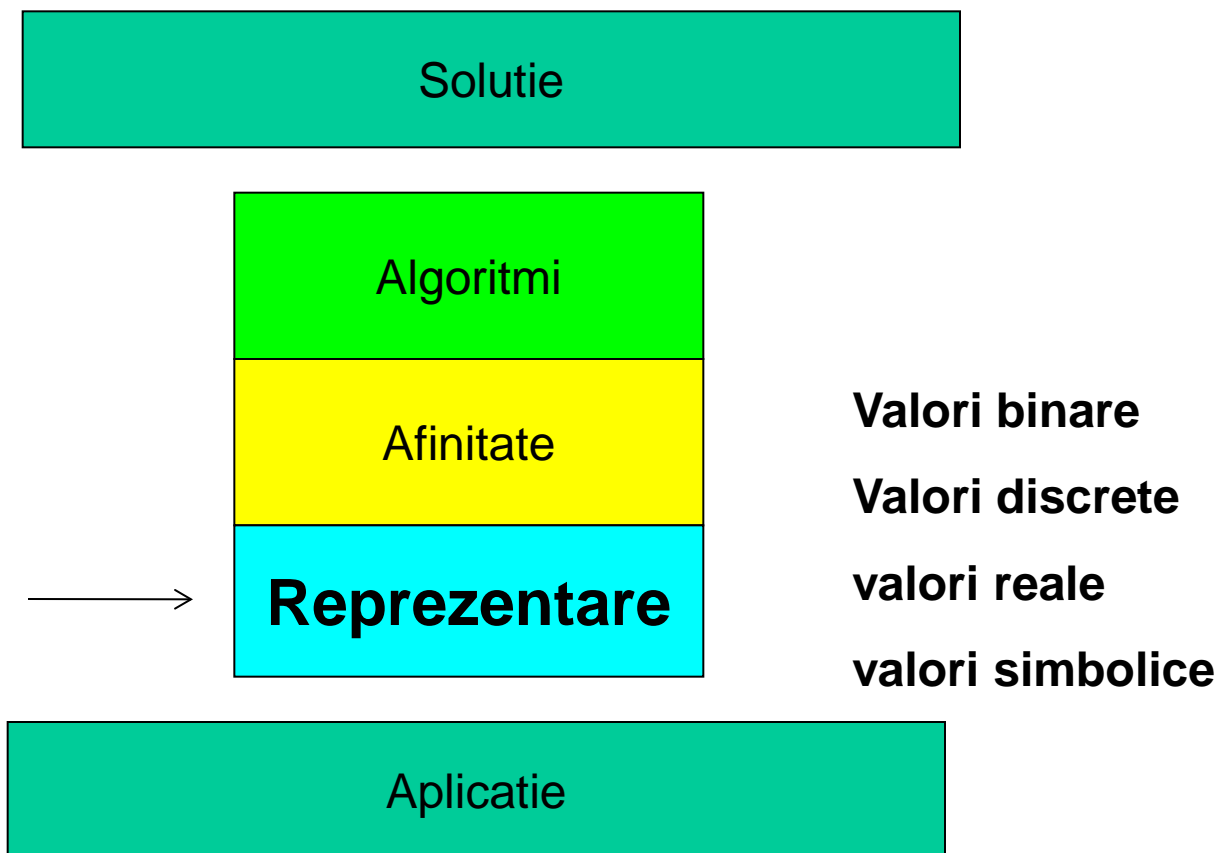 Solutie
Algoritmi
Afinitate
Reprezentare
Valori binare
Valori discrete
valori reale
valori simbolice
Aplicatie